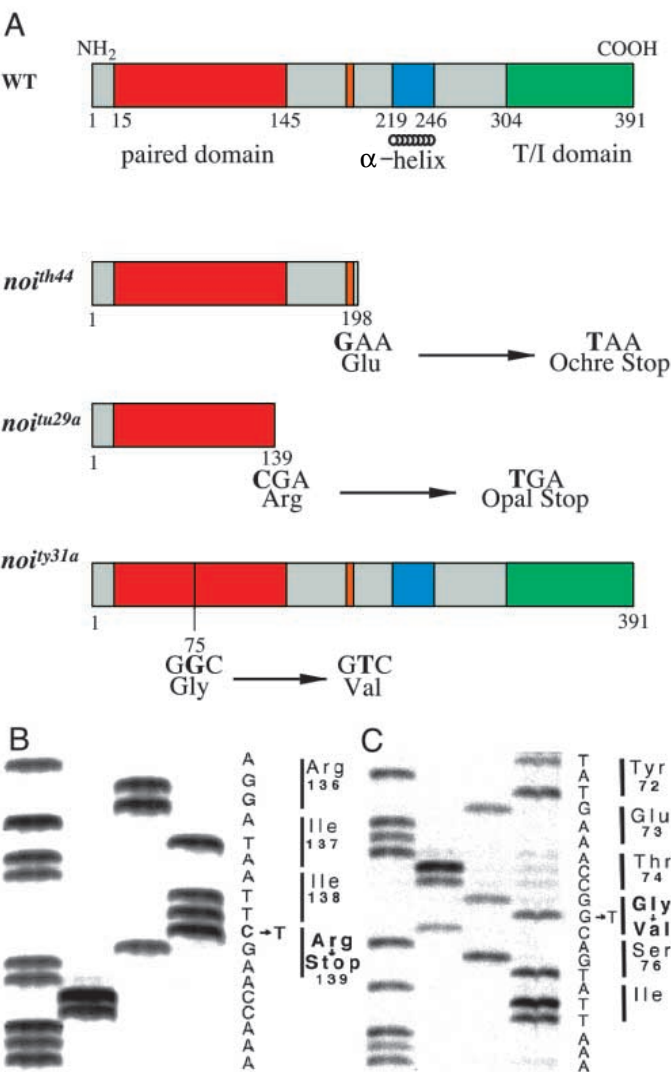 A
NH2
COOH
WT
1 15 145 219 246 304 391
paired domain α-helix T/I domain
noith44
1 198
GAA TAA
Glu Ochre Stop
noitu29a
1 139
CGA TGA
Arg Opal Stop
noity31a
1 391
75
GGC GTC
Gly Val
B
A
G
G
A
T
A
A
T
T
C→T
G
A
A
C
C
A
A
A
Arg
136
Ile
137
Ile
138
Arg
Stop
139
C
T
A
T
G
A
A
A
C
C
G
G→T
C
A
G
T
A
T
T
A
A
A
Tyr
72
Glu
73
Thr
74
Gly
Val
Ser
76
Ile